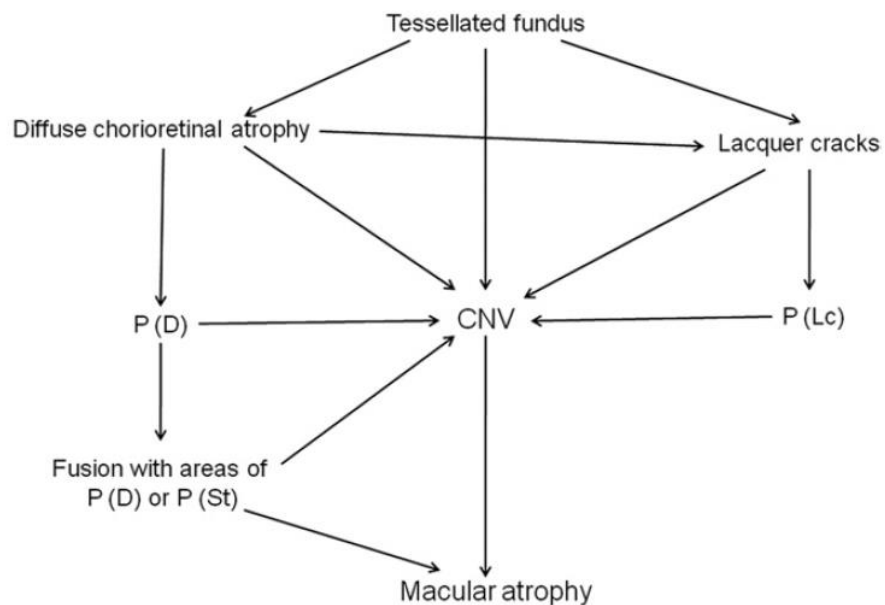 Tessellated fundus
Diffuse chorioretinal atrophy
Lacquer cracks
P (D)
CNV
P (Lc)
Fusion with areas of
P (D) or P (St)
Macular atrophy